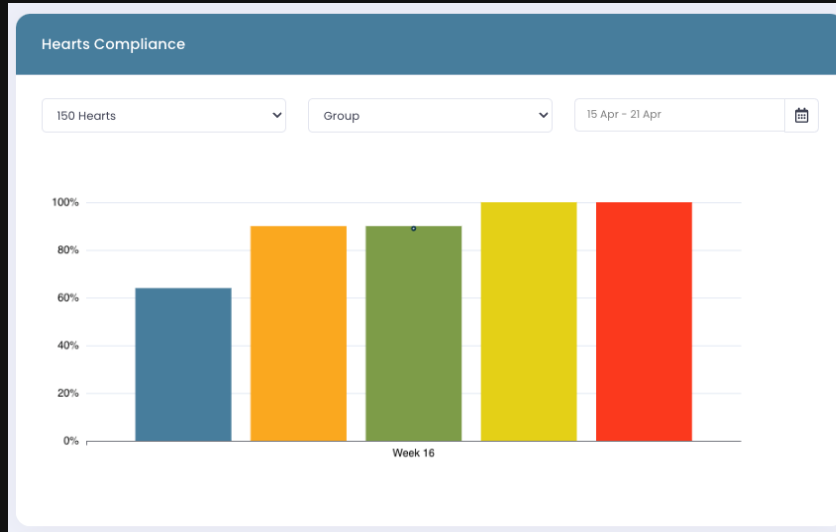 Hearts Compliance
150 Hearts
Group
15 Apr - 21 Apr
100%
80%
60%
40%
20%
0%
Week 16